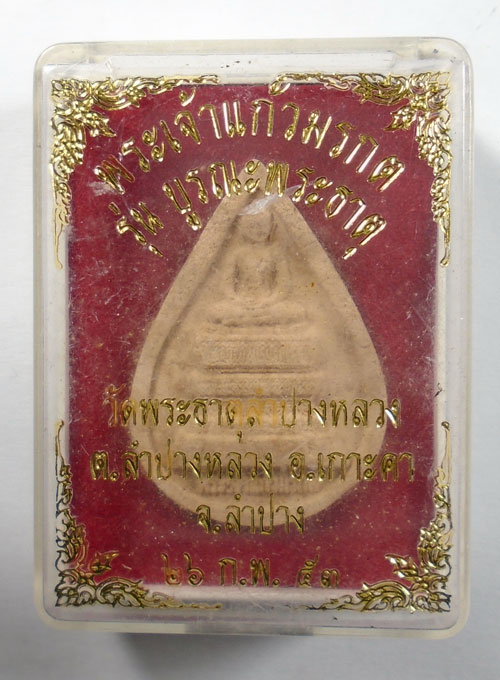 พระเจ้าแก้วมรกต
รุ่น บูรณะพระธาตุ
วัดพระธาตุลำปางหลวง
ต.ลำปางหลวง อ.เกาะคา
จ.ลำปาง
๒๖ ก.พ. ๕๓